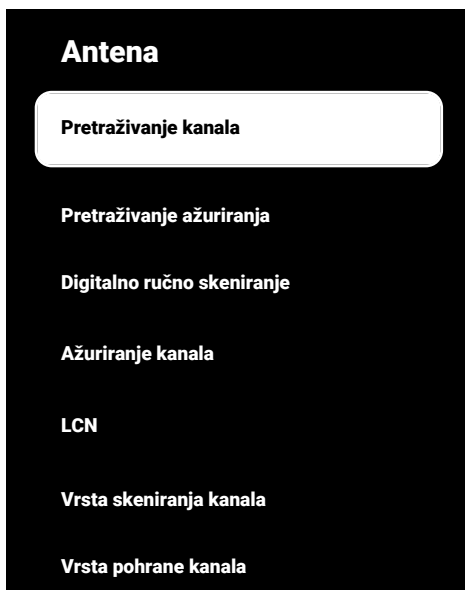 Antena
Pretraživanje kanala
Pretraživanje ažuriranja
Digitalno ručno skeniranje
Ažuriranje kanala
LCN
Vrsta skeniranja kanala
Vrsta pohrane kanala